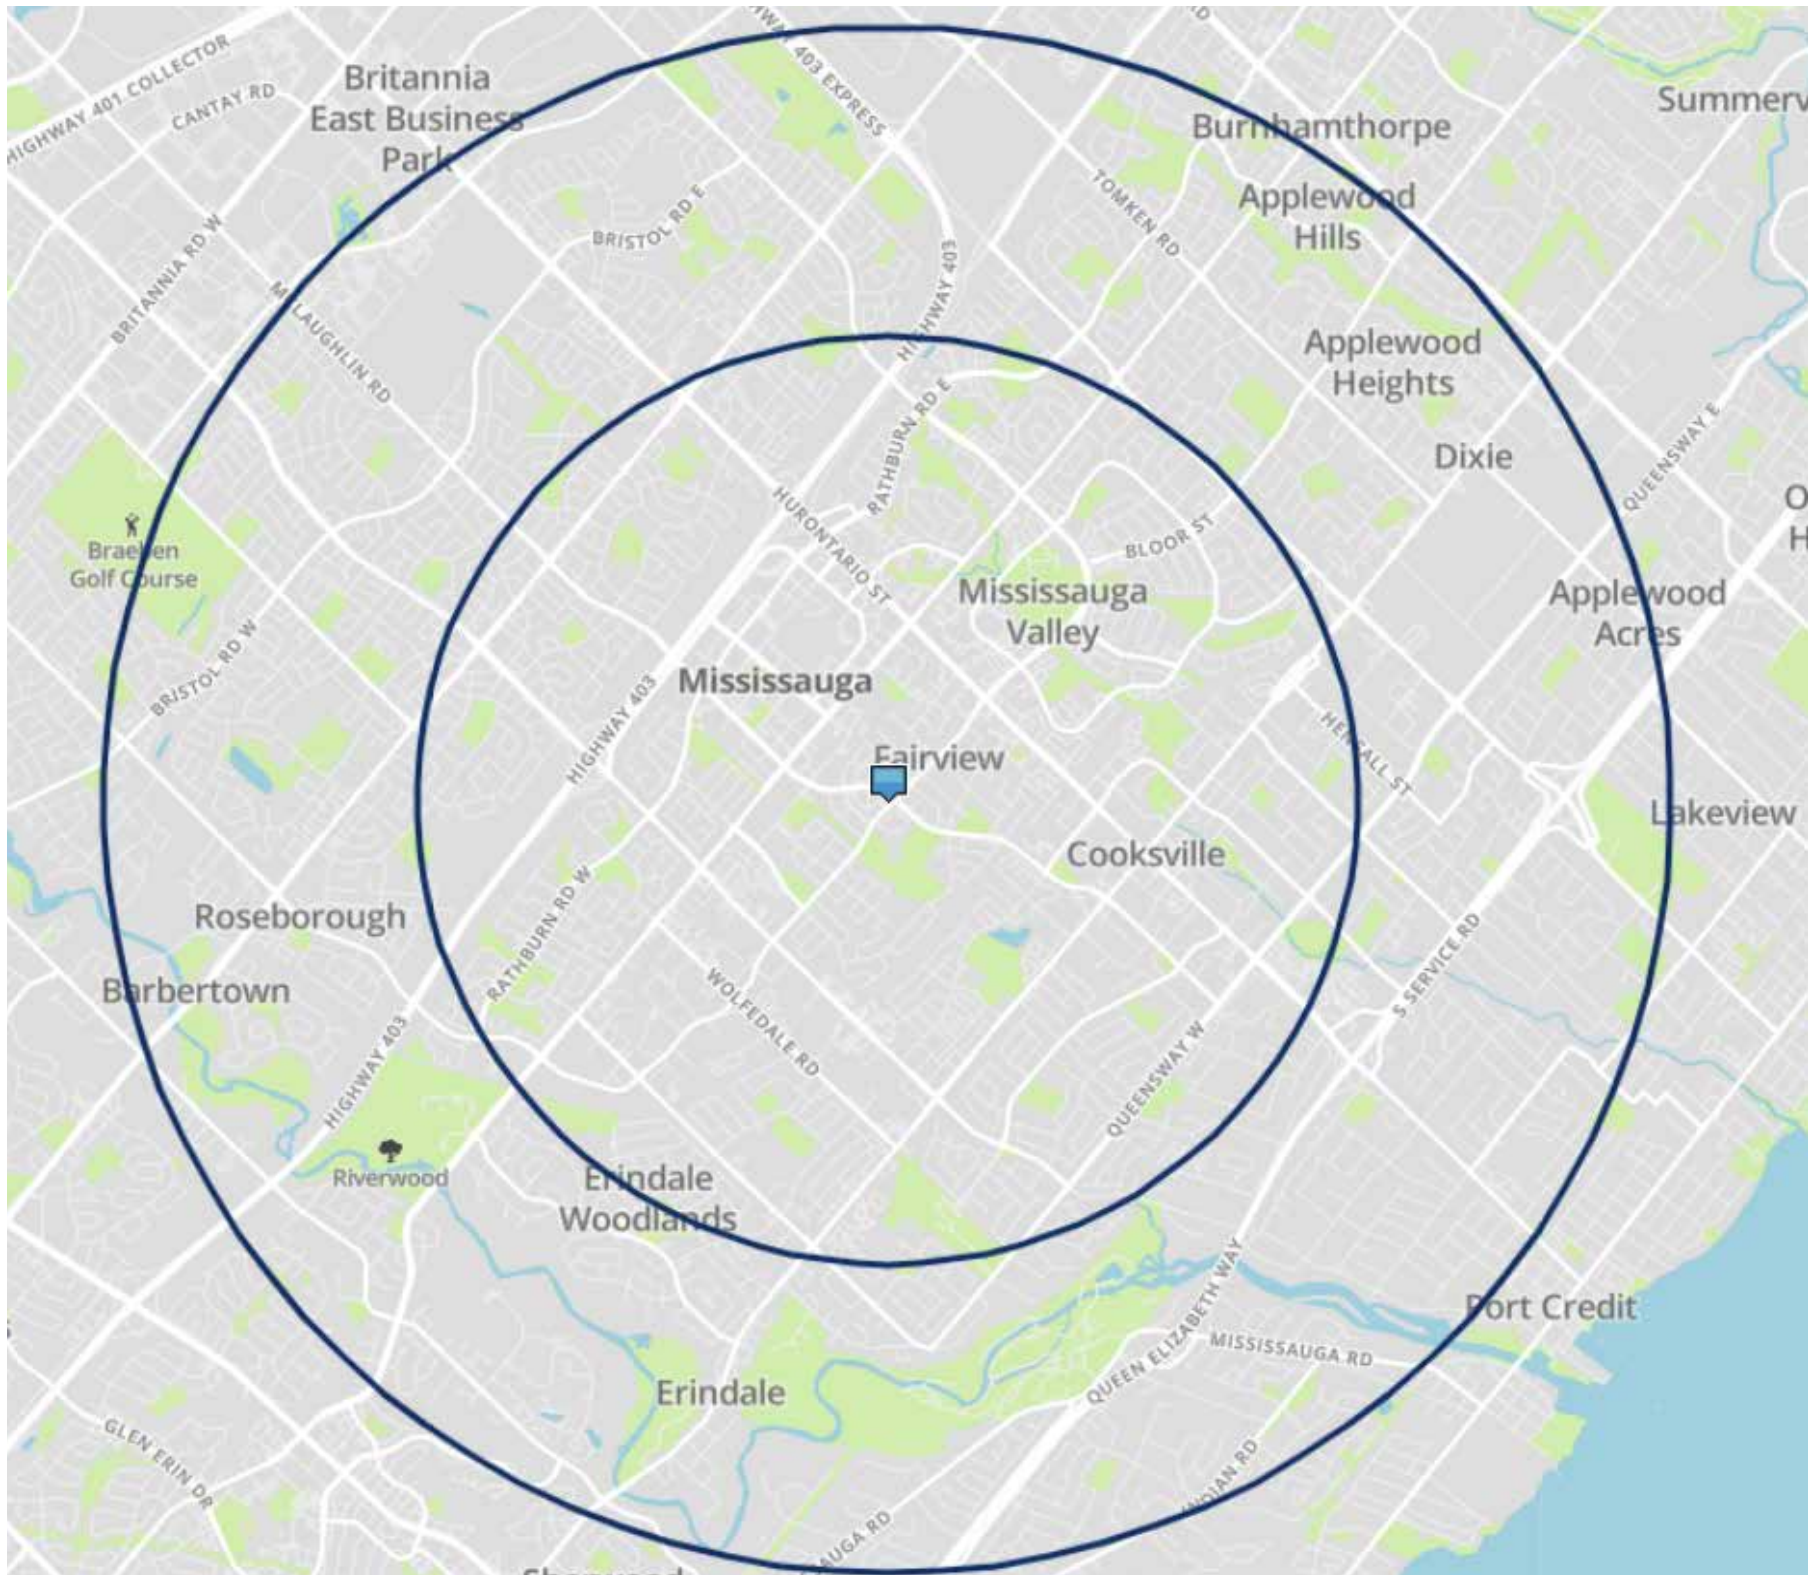 HIGHWAY 401 COLLECTOR
CANTAY RD
Britannia
East Business
Park
403 EXPRESS
Burnhamthorpe
Applewood
Hills
TOMKEN RD
BRISTOL RD E
BRITANNIA RD W
MCLAUGHLIN RD
HIGHWAY 403
Applewood
Heights
Dixie
QUEENSWAY E
RATHBURN RD E
HURONTARIO ST
BLOOR ST
Braeben
Golf Course
Mississauga
Valley
Applewood
Acres
BRISTOL RD W
Mississauga
HIGHWAY 403
Fairview
HENSALL ST
Lakeview
Cooksville
Roseborough
RATHBURN RD W
Barbertown
S SERVICE RD
WOLFEDALE RD
HIGHWAY 403
QUEENSWAY W
Riverwood
Erindale
Woodlands
Port Credit
QUEEN ELIZABETH WAY
MISSISSAUGA RD
Erindale
GLEN ERIN DR
INDIAN RD